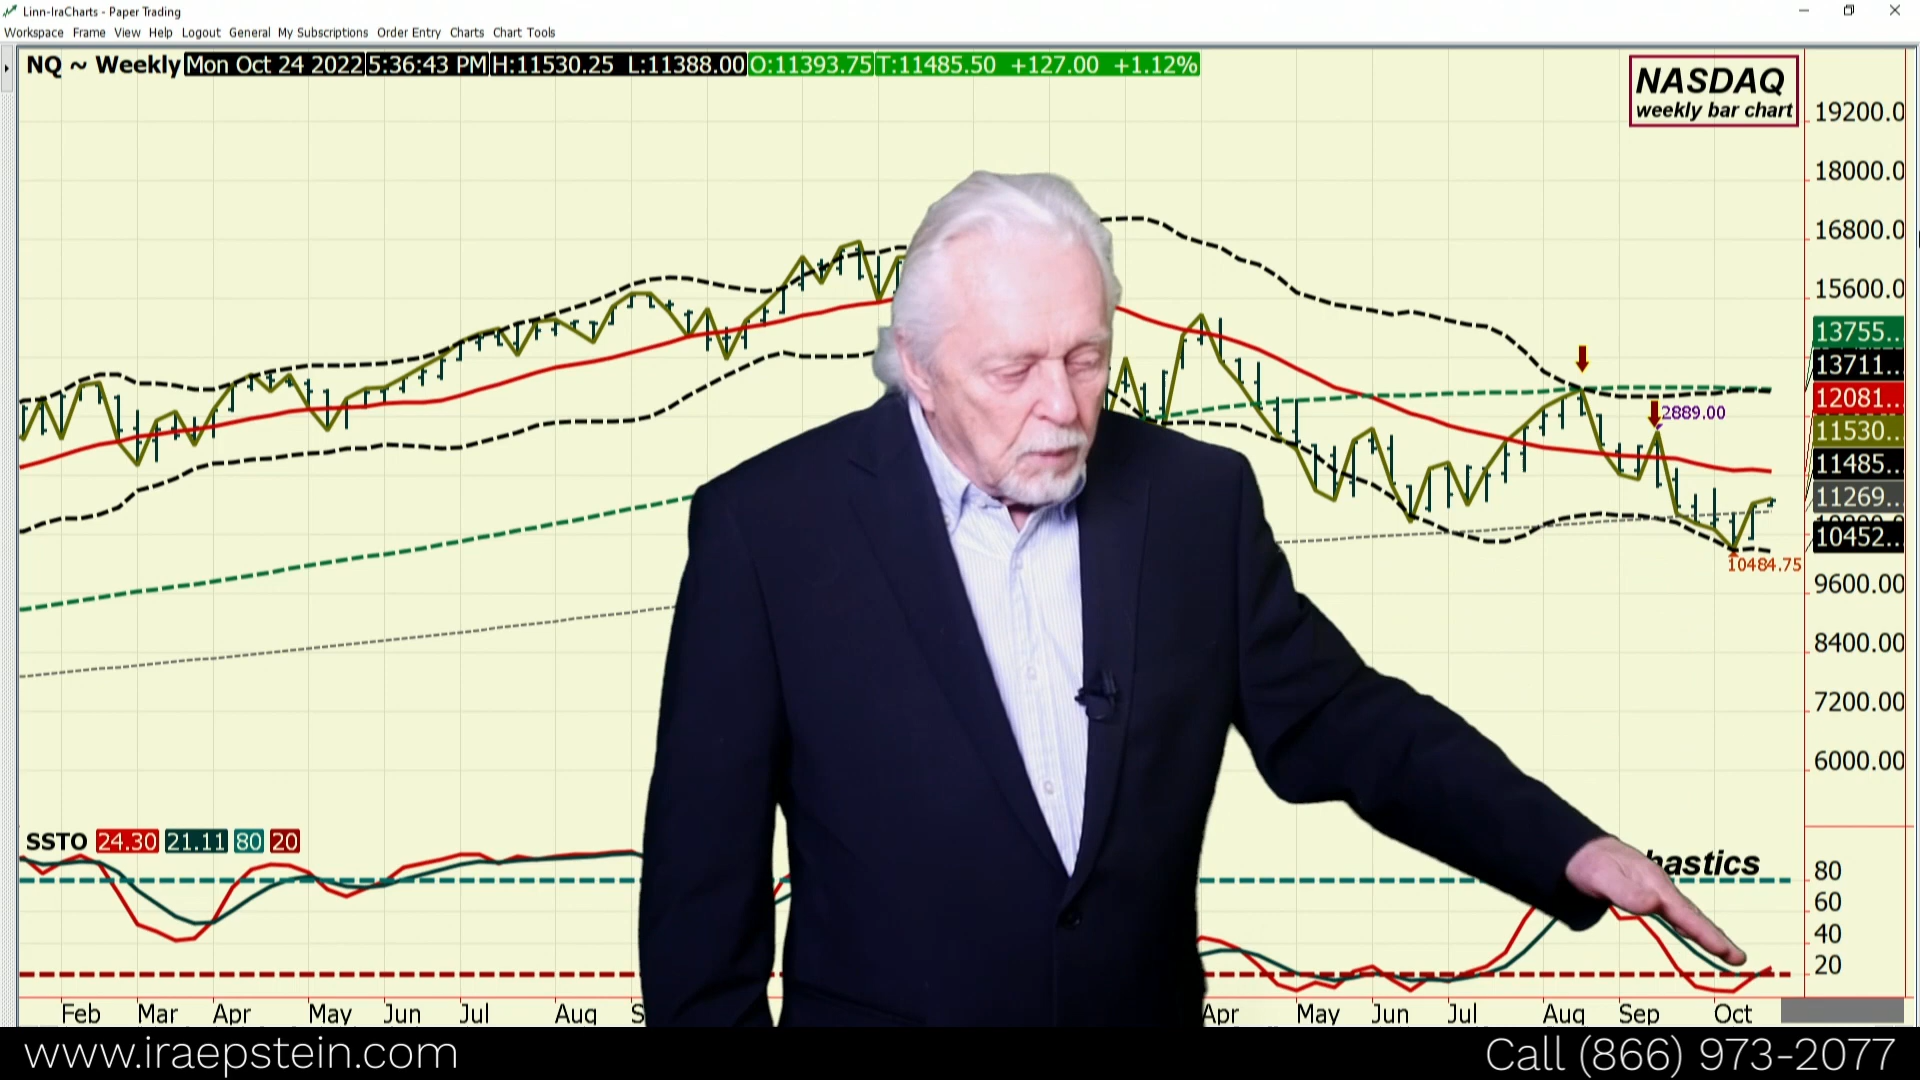 Linn-IraCharts - Paper Trading
Workspace Frame View Help Logout General My Subscriptions Order Entry Charts Chart Tools
NQ ~ Weekly Mon Oct 24 2022 5:36:43 PM H:11530.25 L:11388.00 O:11393.75 T:11485.50 +127.00 +1.12%
NASDAQ
weekly bar chart
19200.0
18000.0
16800.0
15600.0
13755..
13711..
12081..
2889.00
11530..
11485..
11269..
10452..
10484.75
9600.00
8400.00
7200.00
6000.00
SSTO 24.30 21.11 80 20
hastics
80
60
40
20
Feb Mar Apr May Jun Jul Aug S Apr May Jun Jul Aug Sep Oct
www.iraepstein.com
Call (866) 973-2077